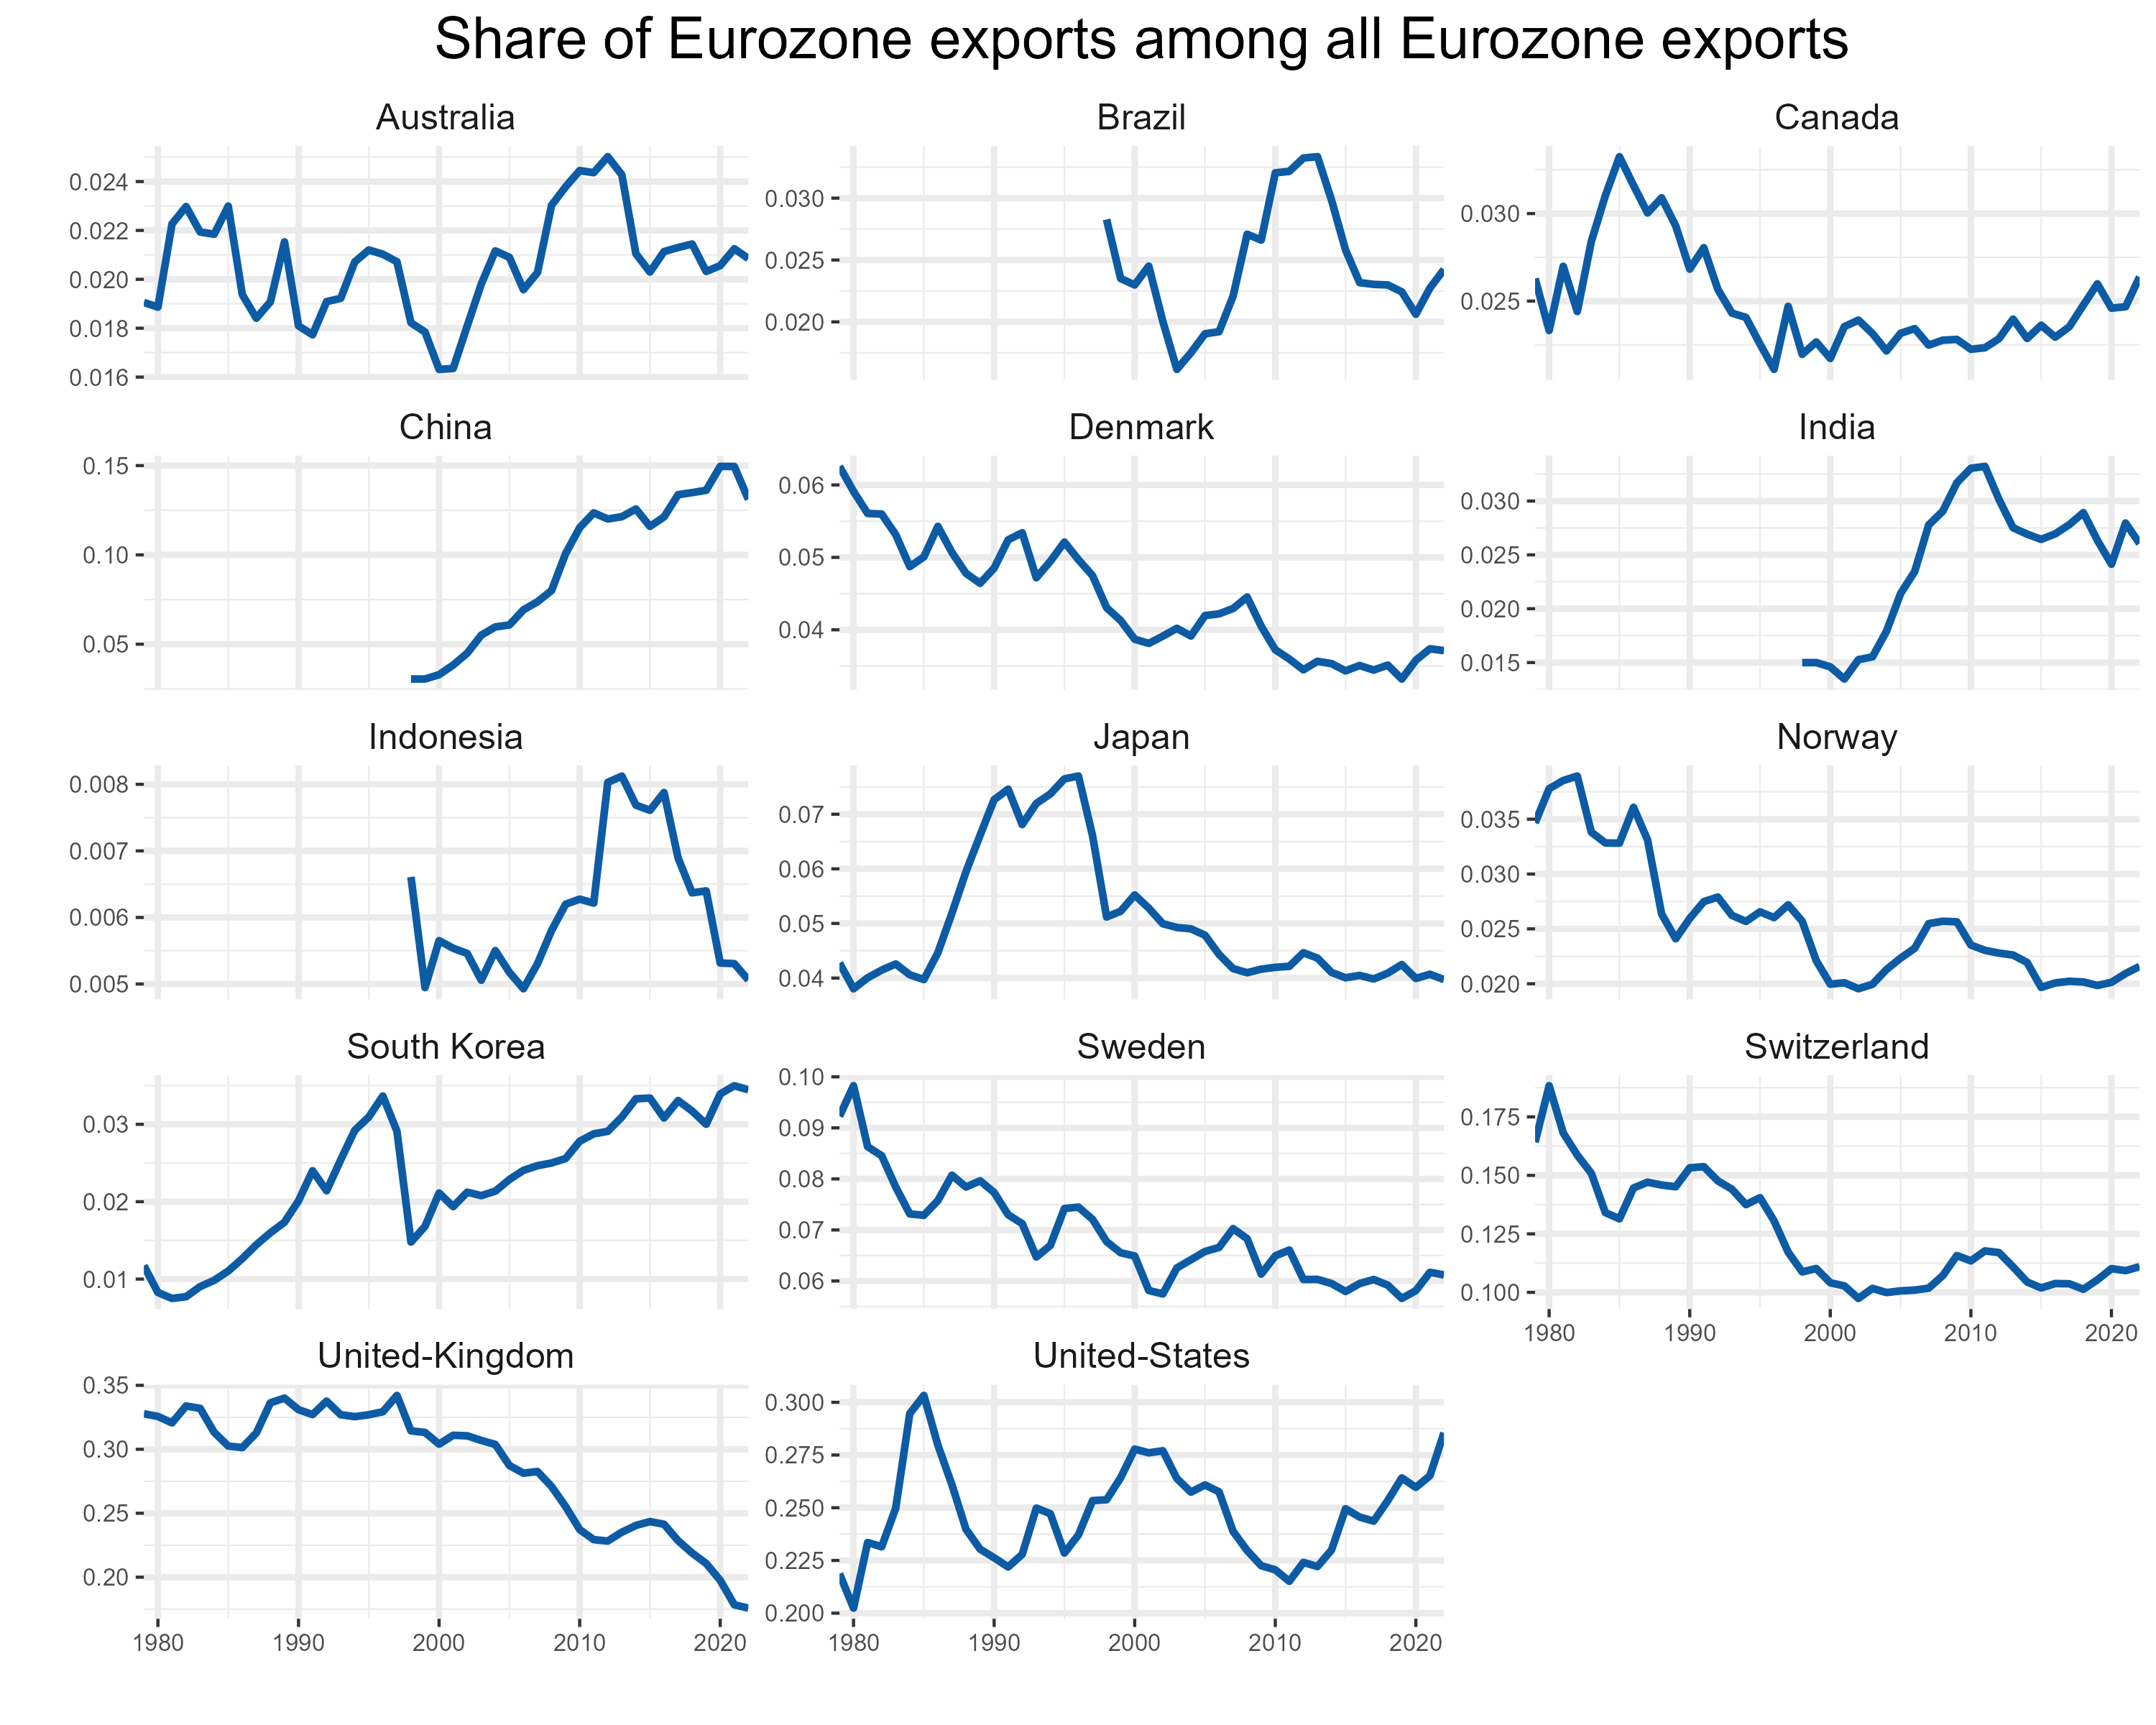 Share of Eurozone exports among all Eurozone exports
Australia
0.024
0.022
0.020
0.018
0.016
Brazil
0.030
0.025
0.020
Canada
0.030
0.025
China
0.15
0.10
0.05
Denmark
0.06
0.05
0.04
India
0.030
0.025
0.020
0.015
Indonesia
0.008
0.007
0.006
0.005
Japan
0.07
0.06
0.05
0.04
Norway
0.035
0.030
0.025
0.020
South Korea
0.03
0.02
0.01
Sweden
0.10
0.09
0.08
0.07
0.06
Switzerland
0.175
0.150
0.125
0.100
1980 1990 2000 2010 2020
United-Kingdom
0.35
0.30
0.25
0.20
1980 1990 2000 2010 2020
United-States
0.300
0.275
0.250
0.225
0.200
1980 1990 2000 2010 2020